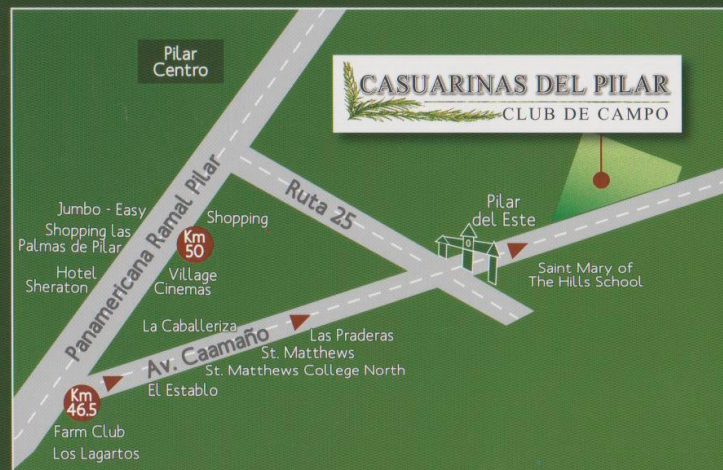 Pilar
Centro
CASUARINAS DEL PILAR
CLUB DE CAMPO
Panamericana Ramal Pilar
Ruta 25
Jumbo - Easy
Shopping las
Palmas de Pilar
Hotel
Sheraton
Km
50
Shopping
Village
Cinemas
Pilar
del Este
Saint Mary of
The Hills School
La Caballeriza
Av. Caamaño
Las Praderas
St. Matthews
St. Matthews College North
El Establo
Km
46.5
Farm Club
Los Lagartos